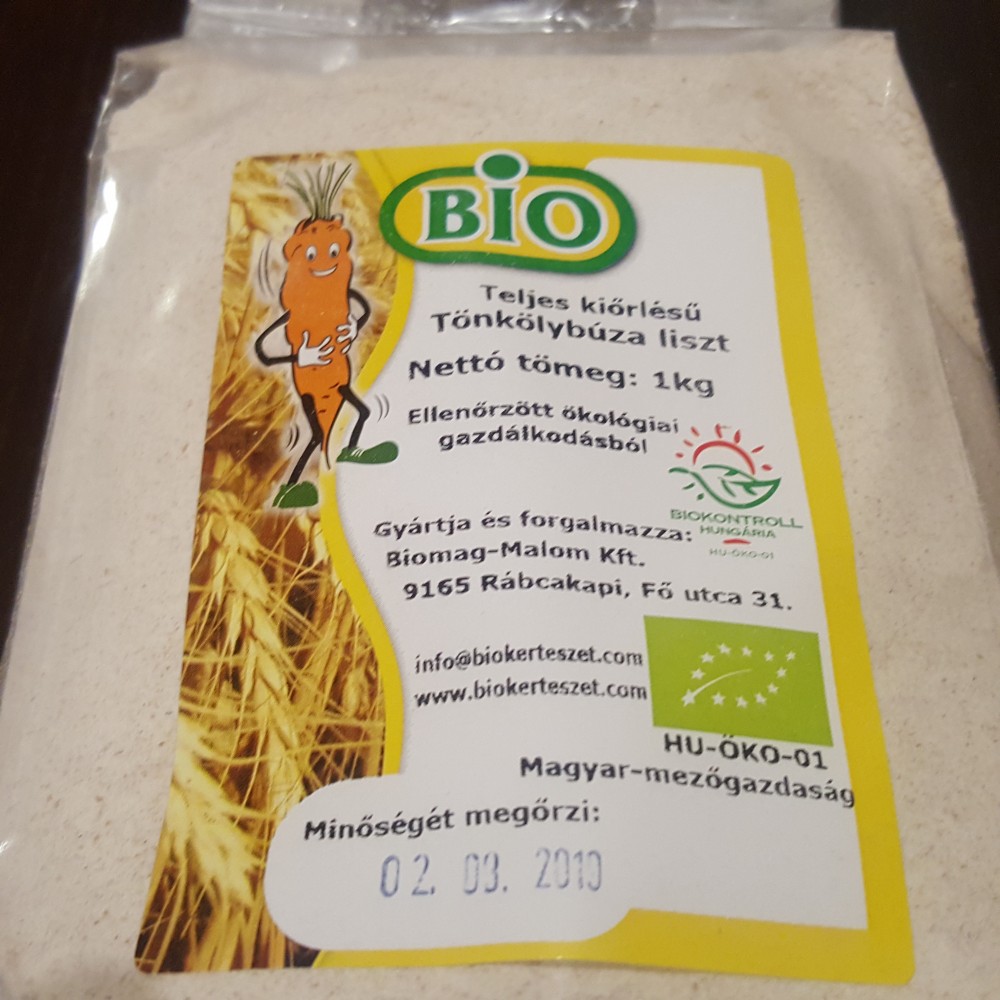 BIO
Teljes kiőrlésű
Tönkölybúza liszt
Nettó tömeg: 1kg
Ellenőrzött ökológiai
gazdálkodásból
BIOKONTROLL
HUNGÁRIA
HU-ÖKO-01
Gyártja és forgalmazza:
Biomag-Malom Kft.
9165 Rábcakapi, Fő utca 31.
info@biokerteszet.com
www.biokerteszet.com
HU-ÖKO-01
Magyar-mezőgazdaság
Minőségét megőrzi:
02.